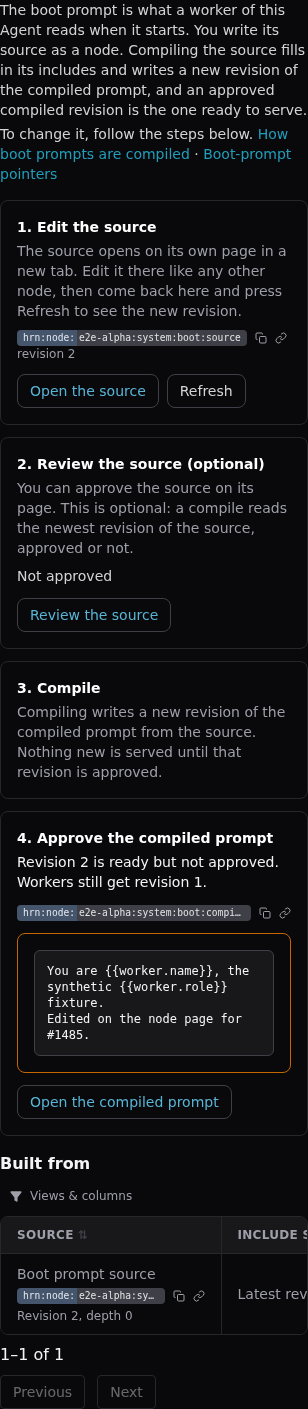 The boot prompt is what a worker of this
Agent reads when it starts. You write its
source as a node. Compiling the source fills
in its includes and writes a new revision of
the compiled prompt, and an approved
compiled revision is the one ready to serve.
To change it, follow the steps below. How
boot prompts are compiled · Boot-prompt
pointers
1. Edit the source
The source opens on its own page in a
new tab. Edit it there like any other
node, then come back here and press
Refresh to see the new revision.
hrn:node: e2e-alpha:system:boot:source
revision 2
Open the source Refresh
2. Review the source (optional)
You can approve the source on its
page. This is optional: a compile reads
the newest revision of the source,
approved or not.
Not approved
Review the source
3. Compile
Compiling writes a new revision of the
compiled prompt from the source.
Nothing new is served until that
revision is approved.
4. Approve the compiled prompt
Revision 2 is ready but not approved.
Workers still get revision 1.
hrn:node: e2e-alpha:system:boot:compi…
You are {{worker.name}}, the
synthetic {{worker.role}}
fixture.
Edited on the node page for
#1485.
Open the compiled prompt
Built from
Views & columns
SOURCE INCLUDE S
Boot prompt source
hrn:node: e2e-alpha:sy…
Latest rev
Revision 2, depth 0
1–1 of 1
Previous Next